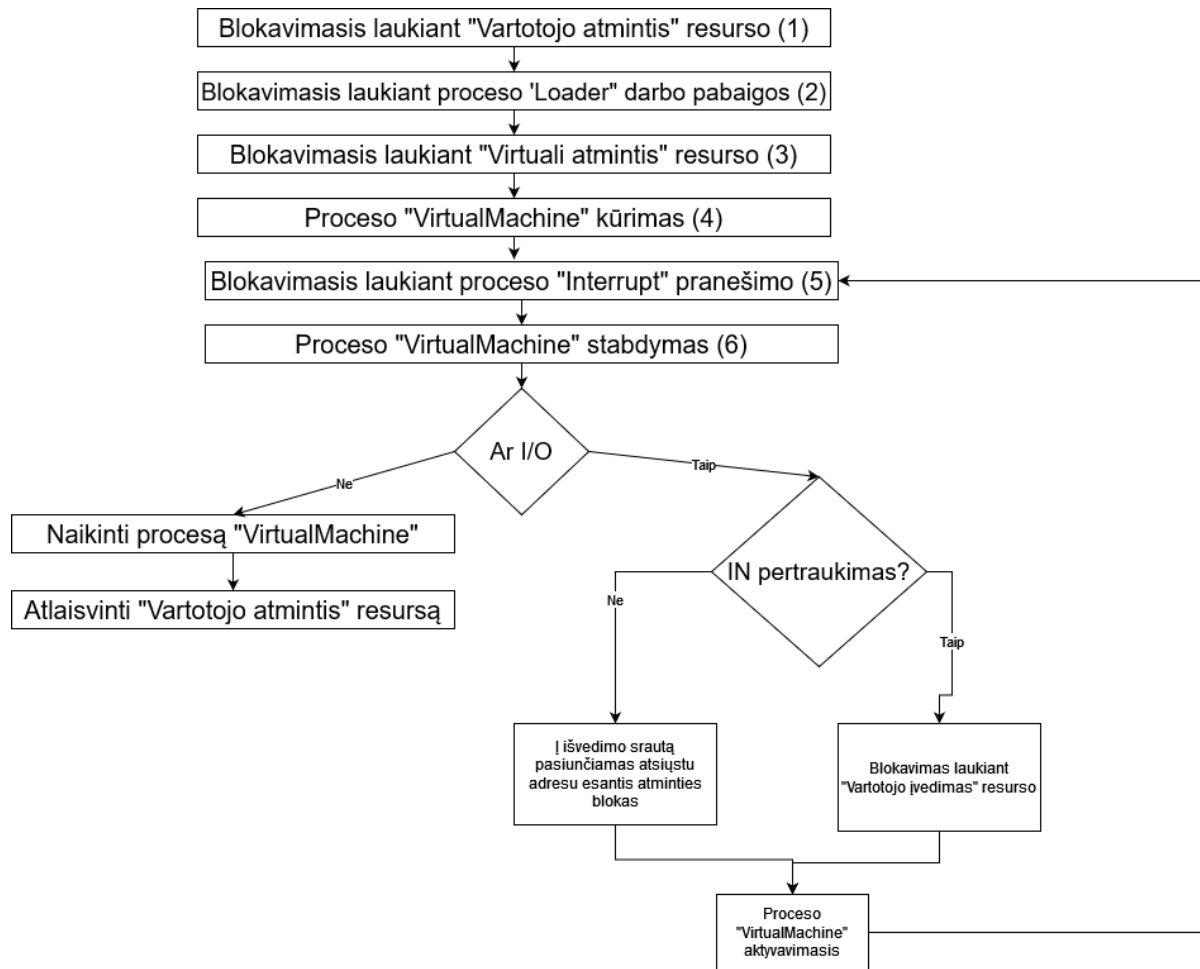 Blokavimasis laukiant "Vartotojo atmintis" resurso (1)
Blokavimasis laukiant proceso 'Loader" darbo pabaigos (2)
Blokavimasis laukiant "Virtuali atmintis" resurso (3)
Proceso "VirtualMachine" kūrimas (4)
Blokavimasis laukiant proceso "Interrupt" pranešimo (5)
Proceso "VirtualMachine" stabdymas (6)
Ar I/O
Ne
Taip
Naikinti procesą "VirtualMachine"
Atlaisvinti "Vartotojo atmintis" resursą
IN pertraukimas?
Ne
Taip
Į išvedimo srautą
pasiunčiamas atsiųstu
adresu esantis atminties
blokas
Blokavimas laukiant
"Vartotojo įvedimas" resurso
Proceso
"VirtualMachine"
aktyvavimasis